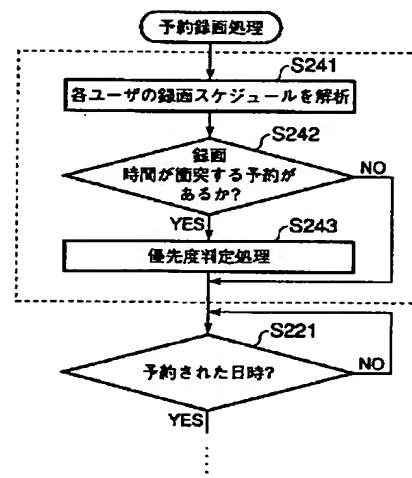 予約録画処理
S241
各ユーザの録画スケジュールを解析
S242
録画
時間が衝突する予約が
あるか?
NO
YES
S243
優先度判定処理
S221
予約された日時?
NO
YES